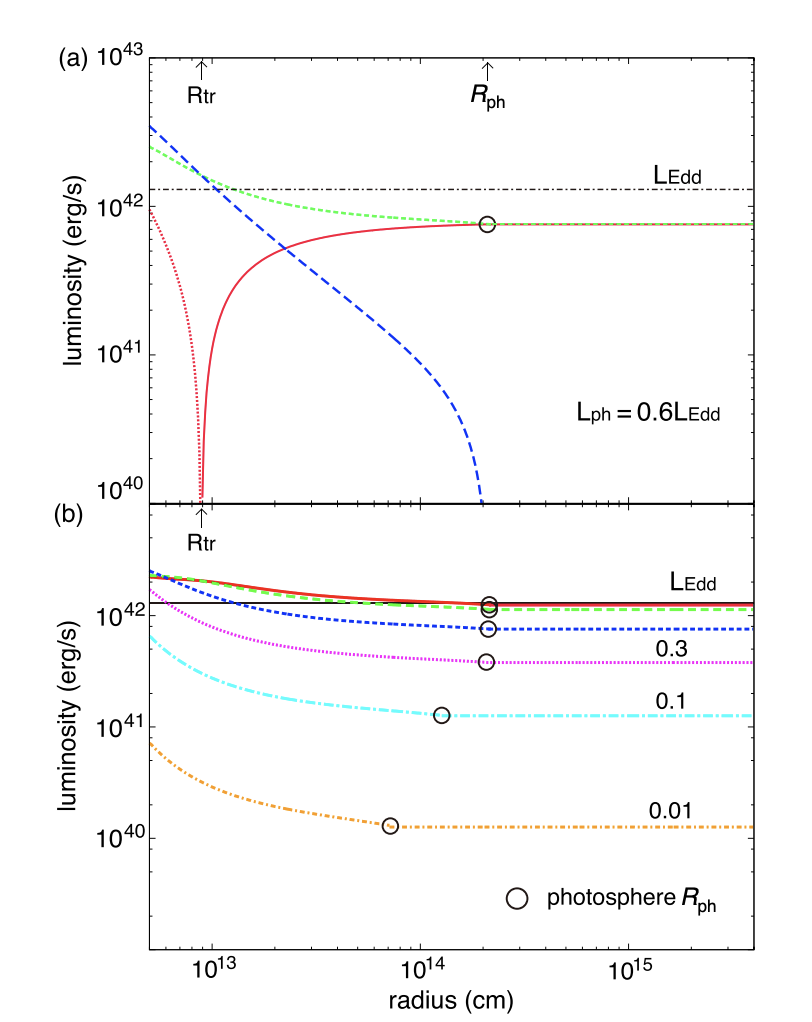 (a)
10^43
Rtr
R_ph
LEdd
10^42
luminosity (erg/s)
10^41
Lph = 0.6LEdd
10^40
(b)
Rtr
LEdd
10^42
0.3
luminosity (erg/s)
0.1
10^41
0.01
10^40
photosphere R_ph
10^13
10^14
10^15
radius (cm)